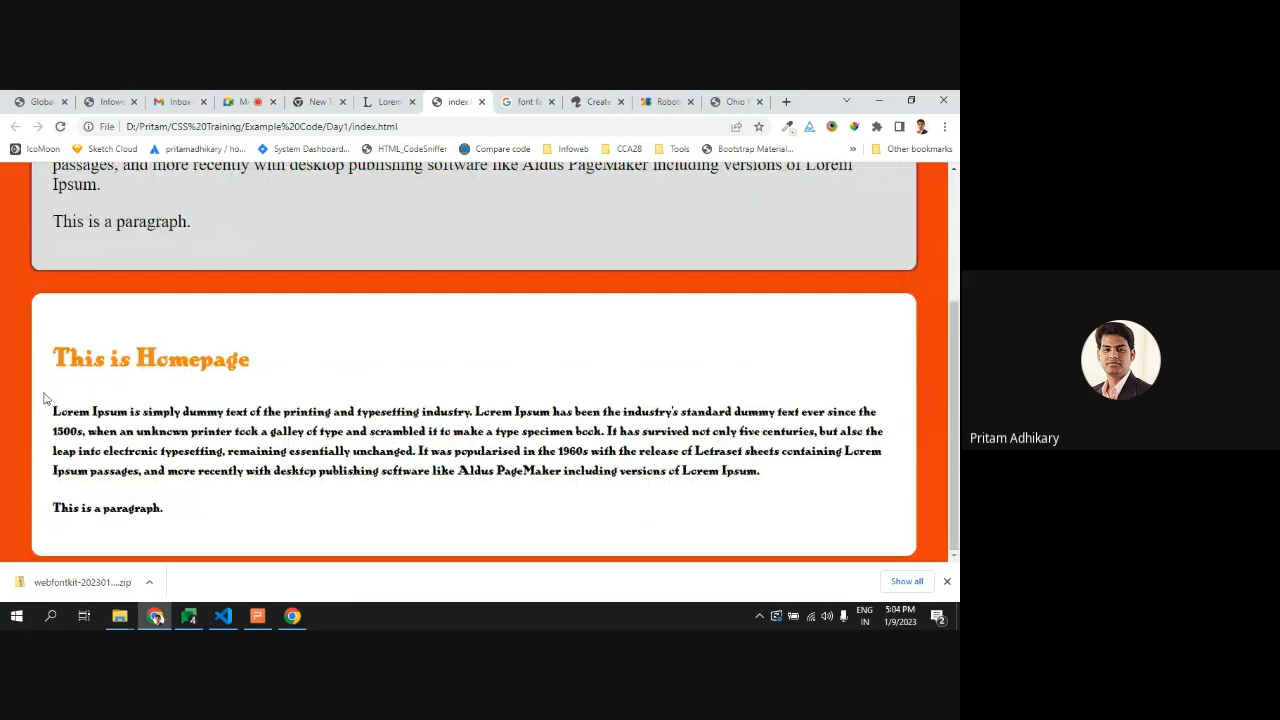 Global
Infowe
Inbox
M
New T
Lorem
index.
font fa
Create
Roboto
Ohio
File
D:/Pritam/CSS%20Training/Example%20Code/Day1/index.html
IcoMoon
Sketch Cloud
pritamadhikary / ho...
System Dashboard...
HTML_CodeSniffer
Compare code
Infoweb
CCA28
Tools
Bootstrap Material...
»
Other bookmarks
passages, and more recently with desktop publishing software like Aldus PageMaker including versions of Lorem
Ipsum.
This is a paragraph.
This is Homepage
Lorem Ipsum is simply dummy text of the printing and typesetting industry. Lorem Ipsum has been the industry's standard dummy text ever since the
1500s, when an unknown printer took a galley of type and scrambled it to make a type specimen book. It has survived not only five centuries, but also the
leap into electronic typesetting, remaining essentially unchanged. It was popularised in the 1960s with the release of Letraset sheets containing Lorem
Ipsum passages, and more recently with desktop publishing software like Aldus PageMaker including versions of Lorem Ipsum.
This is a paragraph.
Pritam Adhikary
webfontkit-202301....zip
Show all
4
ENG
IN
5:04 PM
1/9/2023
2